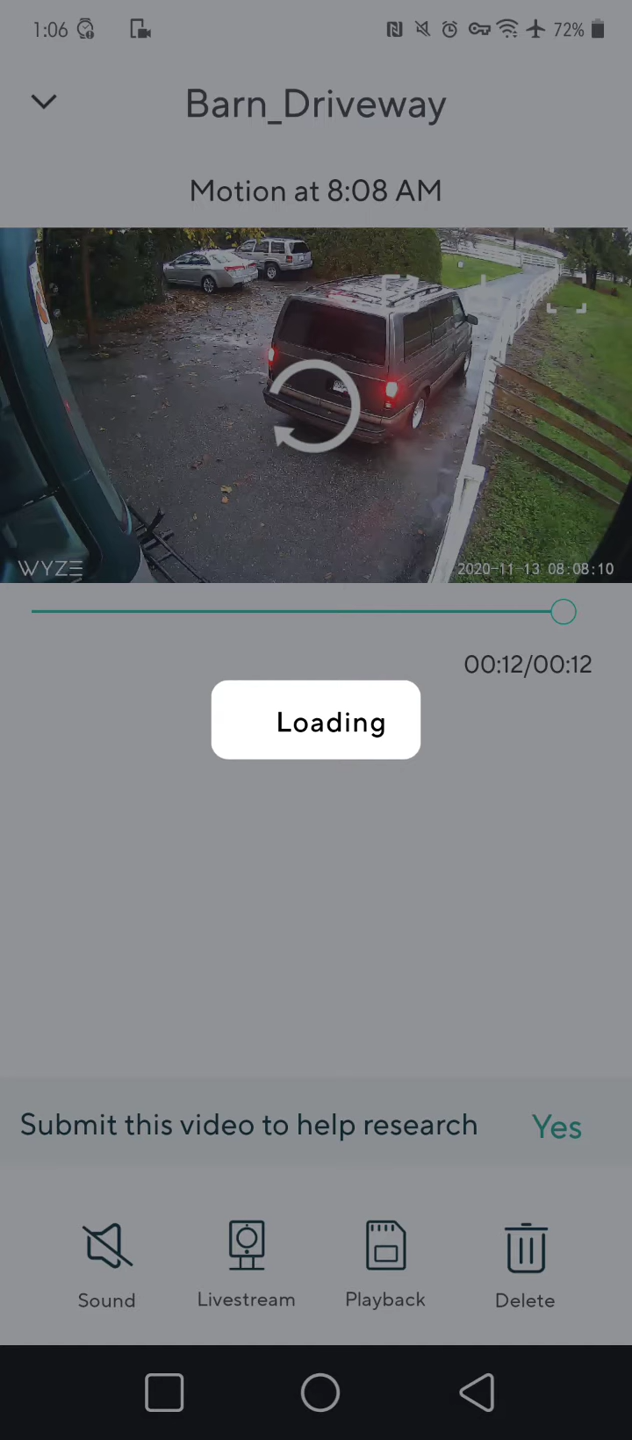 1:06
72%
Barn_Driveway
Motion at 8:08 AM
WYZE
2020-11-13 08:08:10
00:12/00:12
Loading
Submit this video to help research
Yes
Sound
Livestream
Playback
Delete